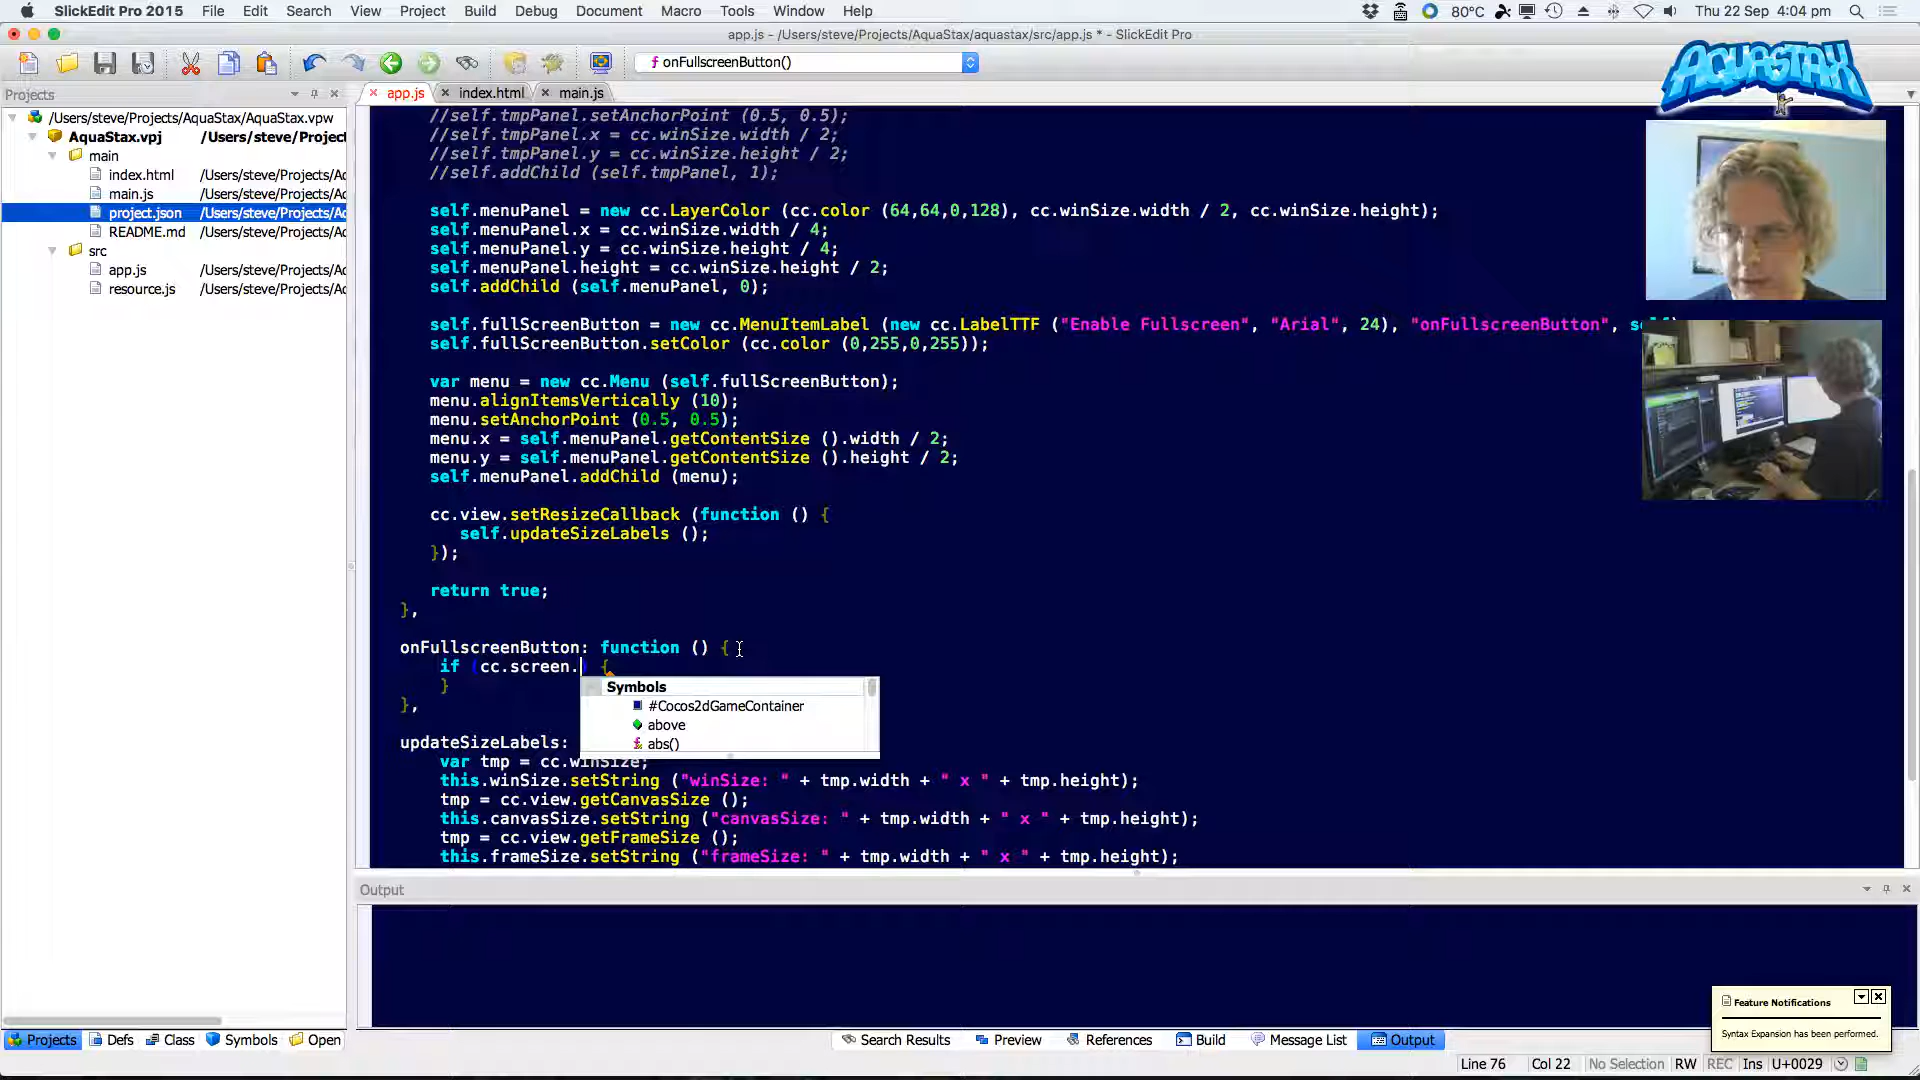 SlickEdit Pro 2015 File Edit Search View Project Build Debug Document Macro Tools Window Help 80°C Thu 22 Sep 4:04 pm
app.js - /Users/steve/Projects/AquaStax/aquastax/src/app.js * - SlickEdit Pro
onFullscreenButton()
AQUASTAX
Projects
app.js index.html main.js
/Users/steve/Projects/AquaStax/AquaStax.vpw
AquaStax.vpj /Users/steve/Project
main
index.html /Users/steve/Projects/Ac
main.js /Users/steve/Projects/Ac
project.json /Users/steve/Projects/Ac
README.md /Users/steve/Projects/Ac
src
app.js /Users/steve/Projects/Ac
resource.js /Users/steve/Projects/Ac
//self.tmpPanel.setAnchorPoint (0.5, 0.5);
//self.tmpPanel.x = cc.winSize.width / 2;
//self.tmpPanel.y = cc.winSize.height / 2;
//self.addChild (self.tmpPanel, 1);
self.menuPanel = new cc.LayerColor (cc.color (64,64,0,128), cc.winSize.width / 2, cc.winSize.height);
self.menuPanel.x = cc.winSize.width / 4;
self.menuPanel.y = cc.winSize.height / 4;
self.menuPanel.height = cc.winSize.height / 2;
self.addChild (self.menuPanel, 0);
self.fullScreenButton = new cc.MenuItemLabel (new cc.LabelTTF ("Enable Fullscreen", "Arial", 24), "onFullscreenButton", self)
self.fullScreenButton.setColor (cc.color (0,255,0,255));
var menu = new cc.Menu (self.fullScreenButton);
menu.alignItemsVertically (10);
menu.setAnchorPoint (0.5, 0.5);
menu.x = self.menuPanel.getContentSize ().width / 2;
menu.y = self.menuPanel.getContentSize ().height / 2;
self.menuPanel.addChild (menu);
cc.view.setResizeCallback (function () {
self.updateSizeLabels ();
});
return true;
},
onFullscreenButton: function () {
if (cc.screen.) {
}
},
Symbols
#Cocos2dGameContainer
above
abs()
updateSizeLabels:
var tmp = cc.winSize;
this.winSize.setString ("winSize: " + tmp.width + " x " + tmp.height);
tmp = cc.view.getCanvasSize ();
this.canvasSize.setString ("canvasSize: " + tmp.width + " x " + tmp.height);
tmp = cc.view.getFrameSize ();
this.frameSize.setString ("frameSize: " + tmp.width + " x " + tmp.height);
Output
Feature Notifications
Syntax Expansion has been performed.
Projects Defs Class Symbols Open Search Results Preview References Build Message List Output
Line 76 Col 22 No Selection RW REC Ins U+0029